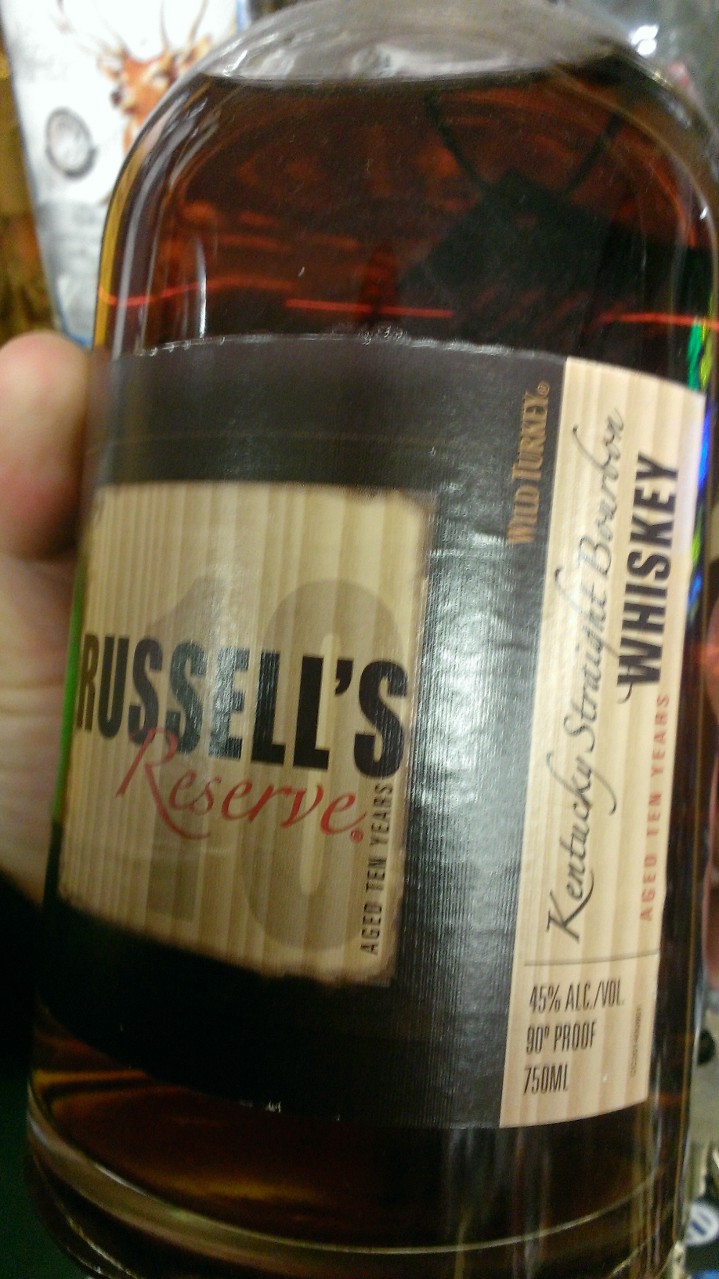 10
RUSSELL'S
Reserve®
AGED TEN YEARS
WILD TURKEY®
Kentucky Straight Bourbon
WHISKEY
AGED TEN YEARS
45% ALC./VOL.
90° PROOF
750ML